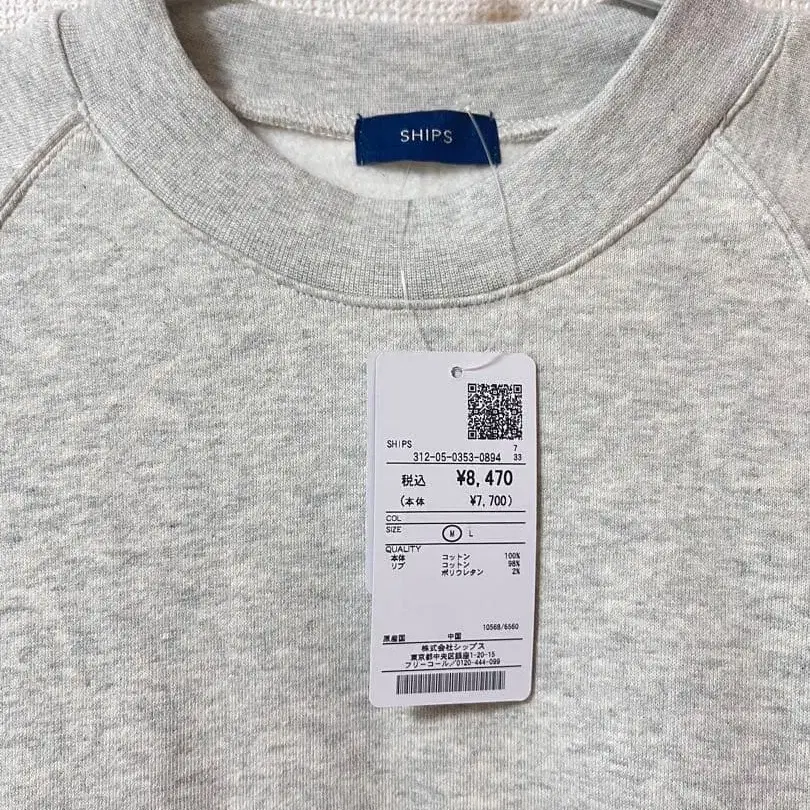 SHIPS
SHIPS 7
312-05-0353-0894 33
税込 ¥8,470
(本体 ¥7,700)
COL
SIZE M L
QUALITY
本体 コットン 100%
リブ コットン 98%
ポリウレタン 2%
10568/6560
原産国 中国
株式会社シップス
東京都中央区銀座1-20-15
フリーコール/0120-444-099